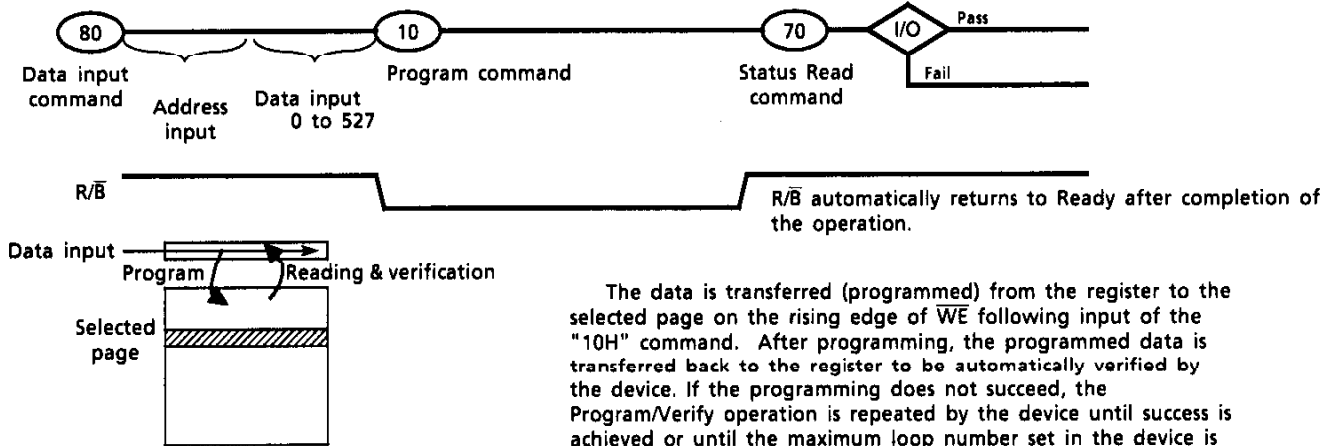 80
10
70
I/O
Pass
Fail
Data input
command
Address
input
Data input
0 to 527
Program command
Status Read
command
R/B̅
R/B̅ automatically returns to Ready after completion of
the operation.
Data input
Program
Reading & verification
Selected
page
The data is transferred (programmed) from the register to the
selected page on the rising edge of W̅E̅ following input of the
"10H" command. After programming, the programmed data is
transferred back to the register to be automatically verified by
the device. If the programming does not succeed, the
Program/Verify operation is repeated by the device until success is
achieved or until the maximum loop number set in the device is